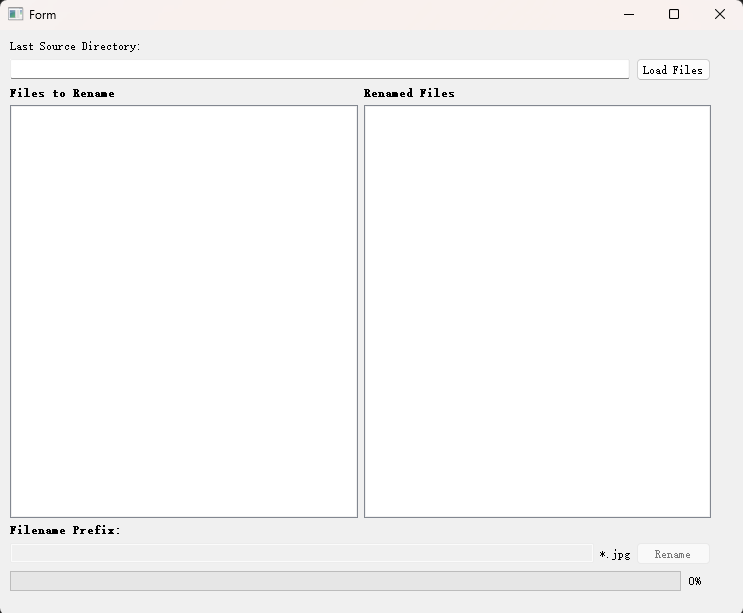 Form
Last Source Directory:
Load Files
Files to Rename
Renamed Files
Filename Prefix:
*.jpg
Rename
0%